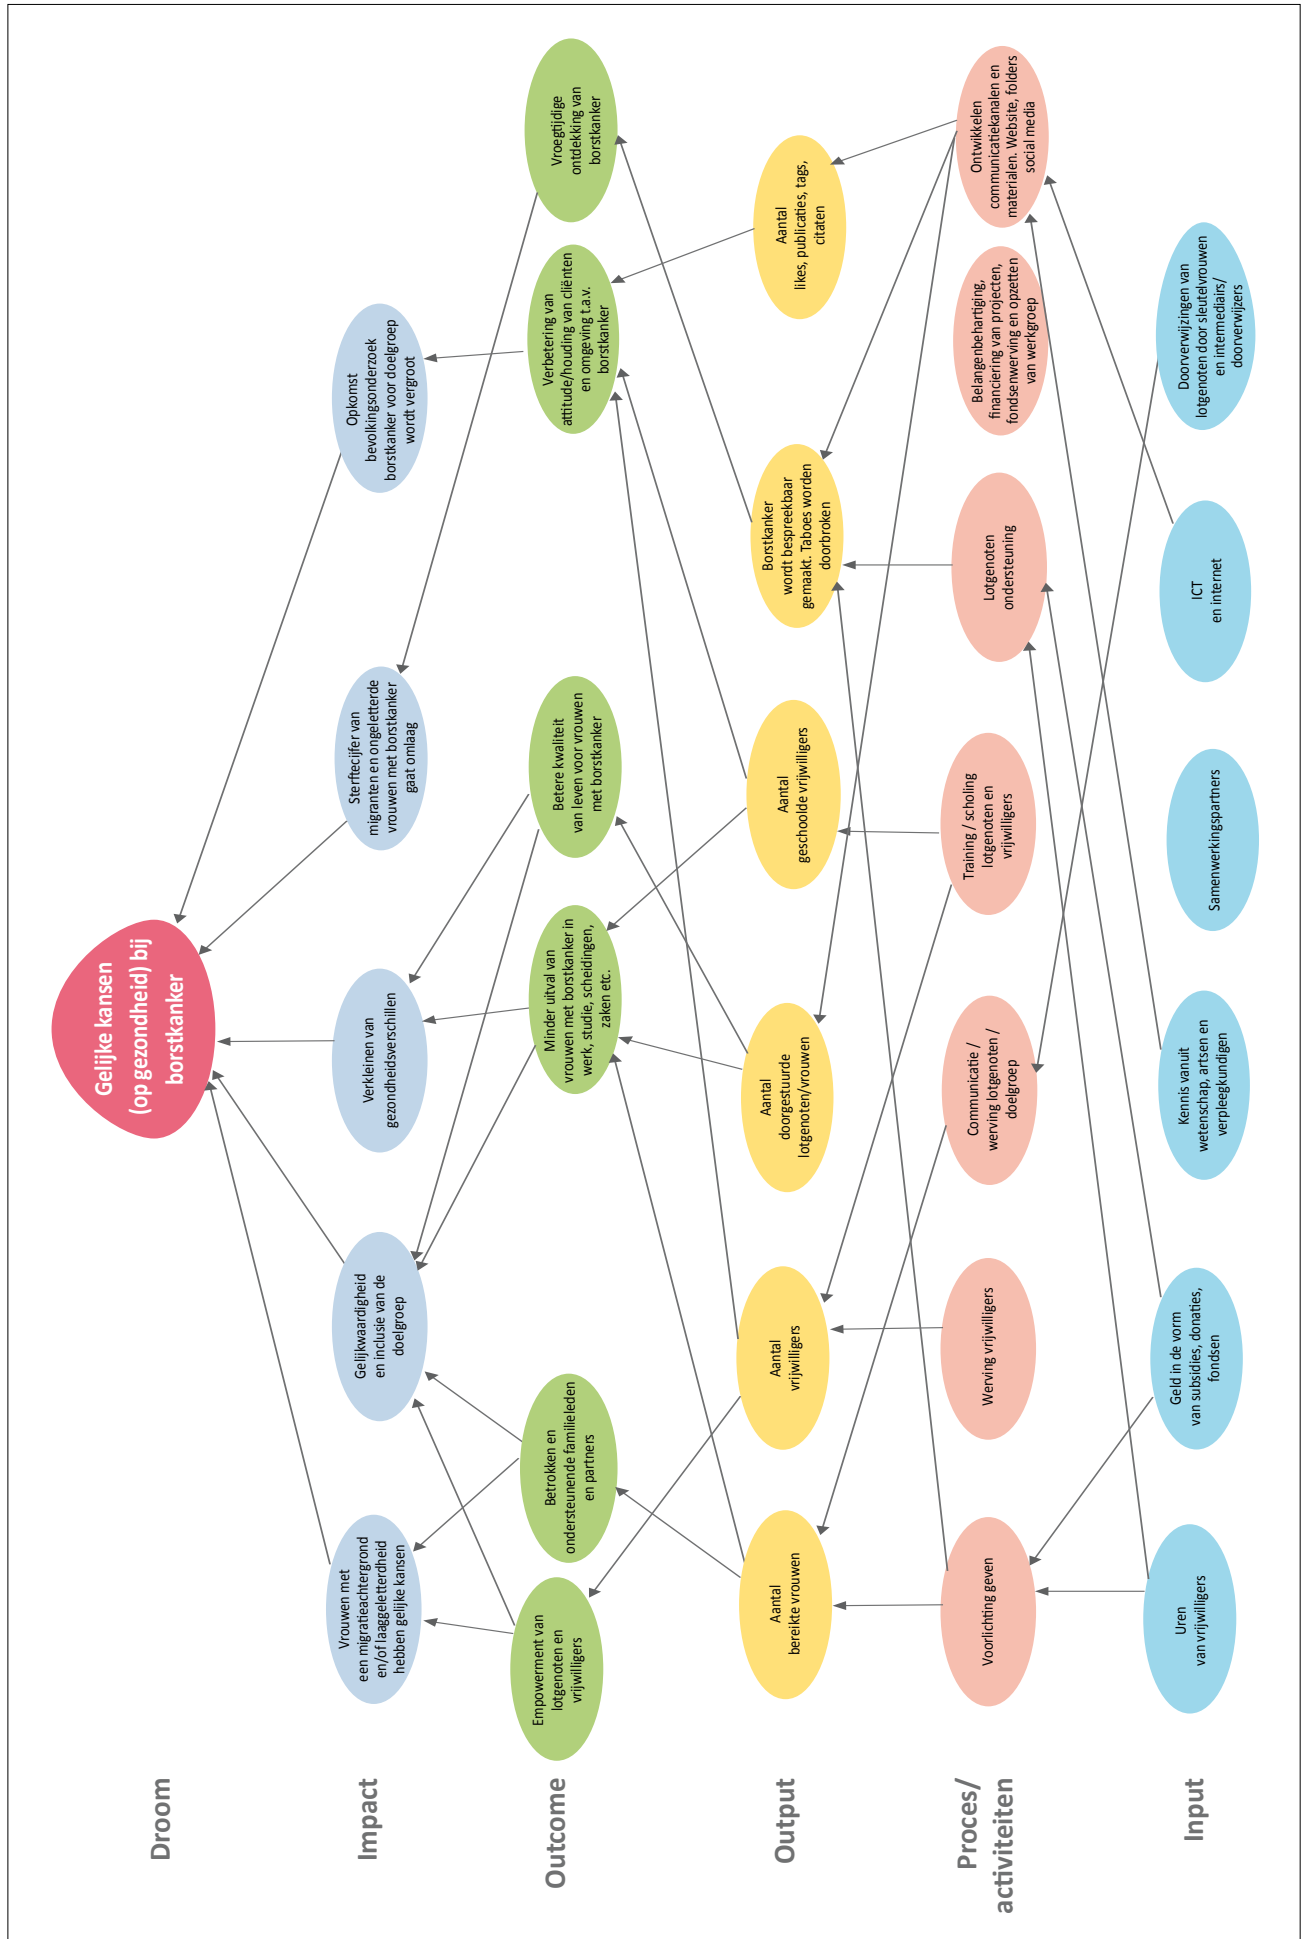 Droom
Gelijke kansen
(op gezondheid) bij
borstkanker
Impact
Vrouwen met
een migratieachtergrond
en/of laaggeletterdheid
hebben gelijke kansen
Gelijkwaardigheid
en inclusie van de
doelgroep
Verkleinen van
gezondheidsverschillen
Sterftecijfer van
migranten en ongeletterde
vrouwen met borstkanker
gaat omlaag
Opkomst
bevolkingsonderzoek
borstkanker voor doelgroep
wordt vergroot
Outcome
Empowerment van
lotgenoten en
vrijwilligers
Betrokken en
ondersteunende familieleden
en partners
Minder uitval van
vrouwen met borstkanker in
werk, studie, scheidingen,
zaken etc.
Betere kwaliteit
van leven voor vrouwen
met borstkanker
Verbetering van
attitude/houding van cliënten
en omgeving t.a.v.
borstkanker
Vroegtijdige
ontdekking van
borstkanker
Output
Aantal
bereikte vrouwen
Aantal
vrijwilligers
Aantal
doorgestuurde
lotgenoten/vrouwen
Aantal
geschoolde vrijwilligers
Borstkanker
wordt bespreekbaar
gemaakt. Taboes worden
doorbroken
Aantal
likes, publicaties, tags,
citaten
Proces/
activiteiten
Voorlichting geven
Werving vrijwilligers
Communicatie /
werving lotgenoten /
doelgroep
Training / scholing
lotgenoten en
vrijwilligers
Lotgenoten
ondersteuning
Belangenbehartiging,
financiering van projecten,
fondsenwerving en opzetten
van werkgroep
Ontwikkelen
communicatiekanalen en
materialen. Website, folders
social media
Input
Uren
van vrijwilligers
Geld in de vorm
van subsidies, donaties,
fondsen
Kennis vanuit
wetenschap, artsen en
verpleegkundigen
Samenwerkingspartners
ICT
en internet
Doorverwijzingen van
lotgenoten door sleutelvrouwen
en intermediairs/
doorverwijzers